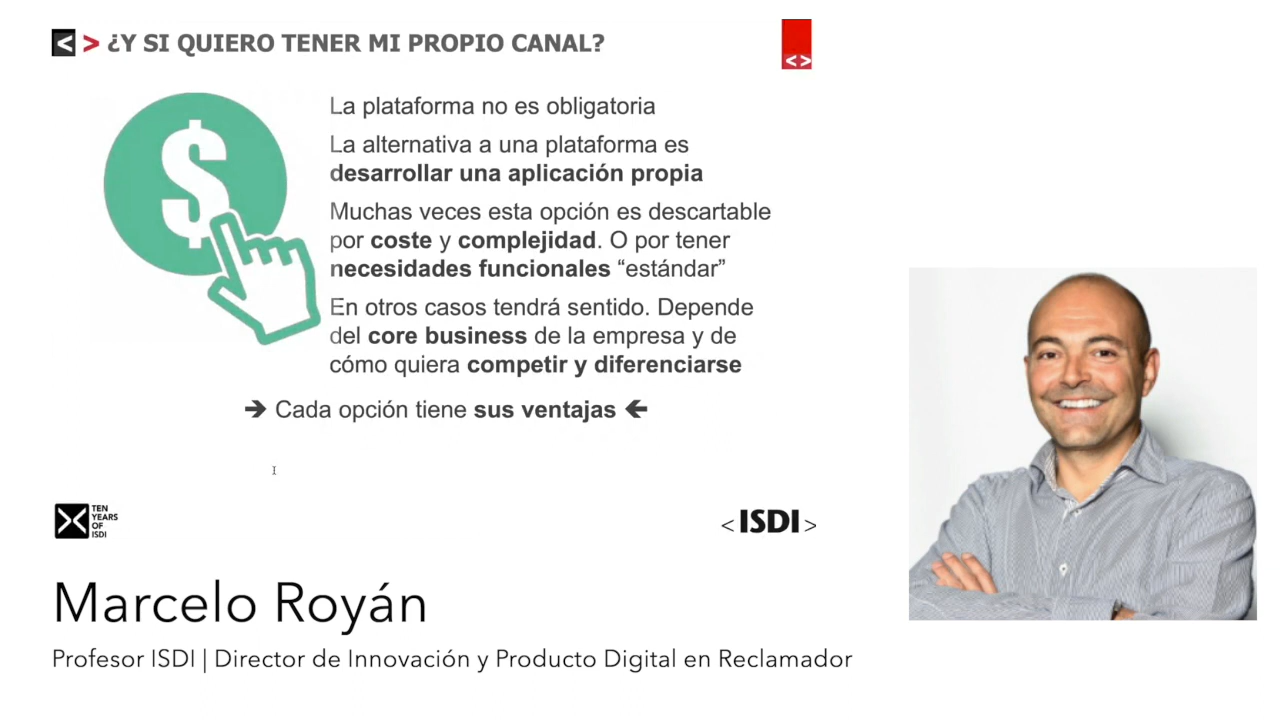 < > ¿Y SI QUIERO TENER MI PROPIO CANAL?
< >
$
La plataforma no es obligatoria
La alternativa a una plataforma es
desarrollar una aplicación propia
Muchas veces esta opción es descartable
por coste y complejidad. O por tener
necesidades funcionales “estándar”
En otros casos tendrá sentido. Depende
del core business de la empresa y de
cómo quiera competir y diferenciarse
➔ Cada opción tiene sus ventajas 🡰
TEN
YEARS
OF
ISDI
< ISDI >
Marcelo Royán
Profesor ISDI | Director de Innovación y Producto Digital en Reclamador